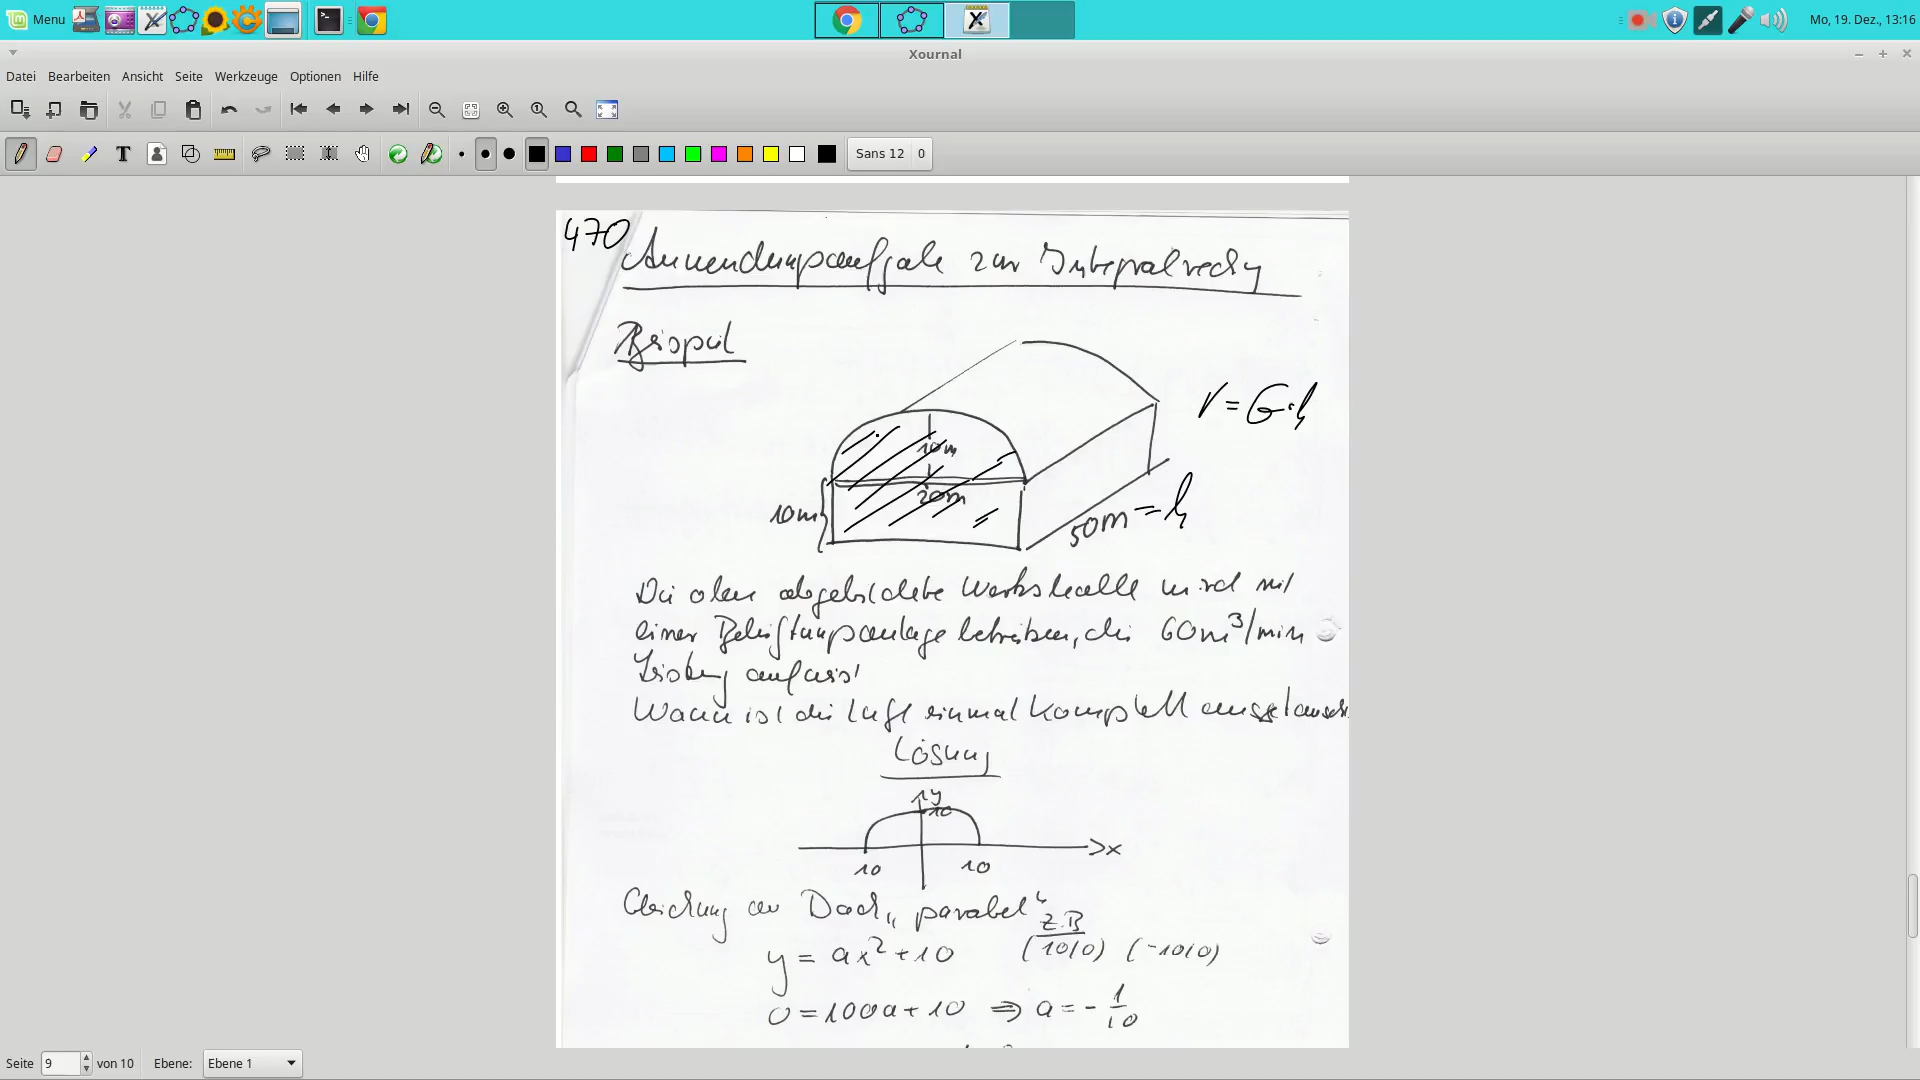 Menu
Mo, 19. Dez., 13:16
Xournal
Datei Bearbeiten Ansicht Seite Werkzeuge Optionen Hilfe
Sans 12 0
470
Anwendungsaufgabe zur Integralrechng
Beispiel
V = G·h
10m
20m
10m
50m = h
Die oben abgebildete Werkshalle wird mit
einer Belüftungsanlage betrieben, die 60m³/min
Leistung aufweist
Wann ist die Luft einmal komplett ausgetausch
Lösung
y
10
x
10 10
Gleichung der Dach„parabel“
z.B
y = ax² + 10 (10/0) (-10/0)
0 = 100a + 10 ⇒ a = - 1/10
Seite 9 von 10 Ebene: Ebene 1